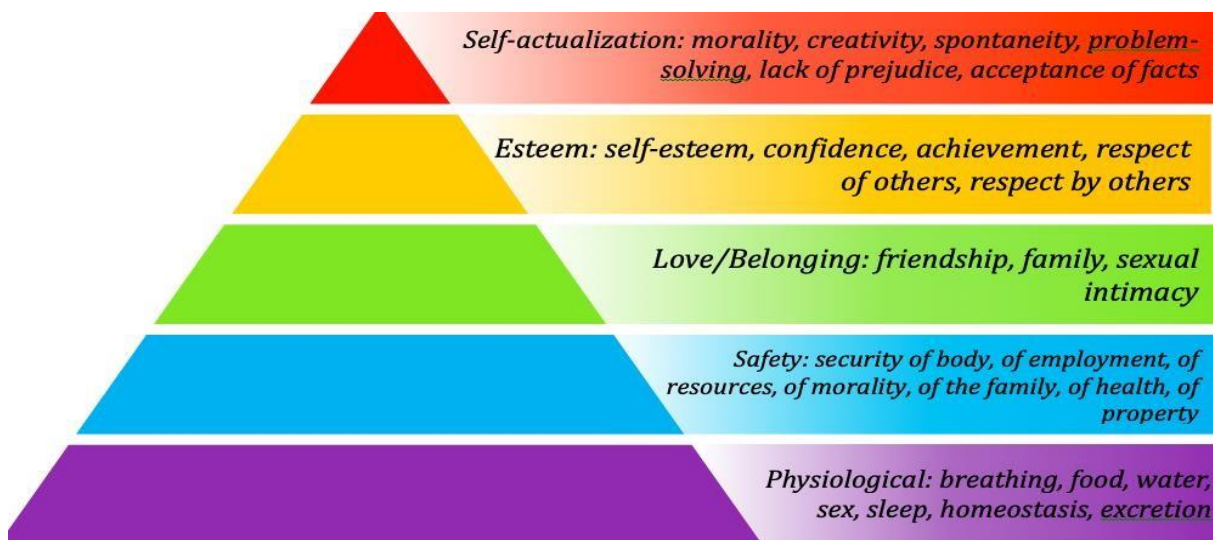 Self-actualization: morality, creativity, spontaneity, problem-
solving, lack of prejudice, acceptance of facts
Esteem: self-esteem, confidence, achievement, respect
of others, respect by others
Love/Belonging: friendship, family, sexual
intimacy
Safety: security of body, of employment, of
resources, of morality, of the family, of health, of
property
Physiological: breathing, food, water,
sex, sleep, homeostasis, excretion